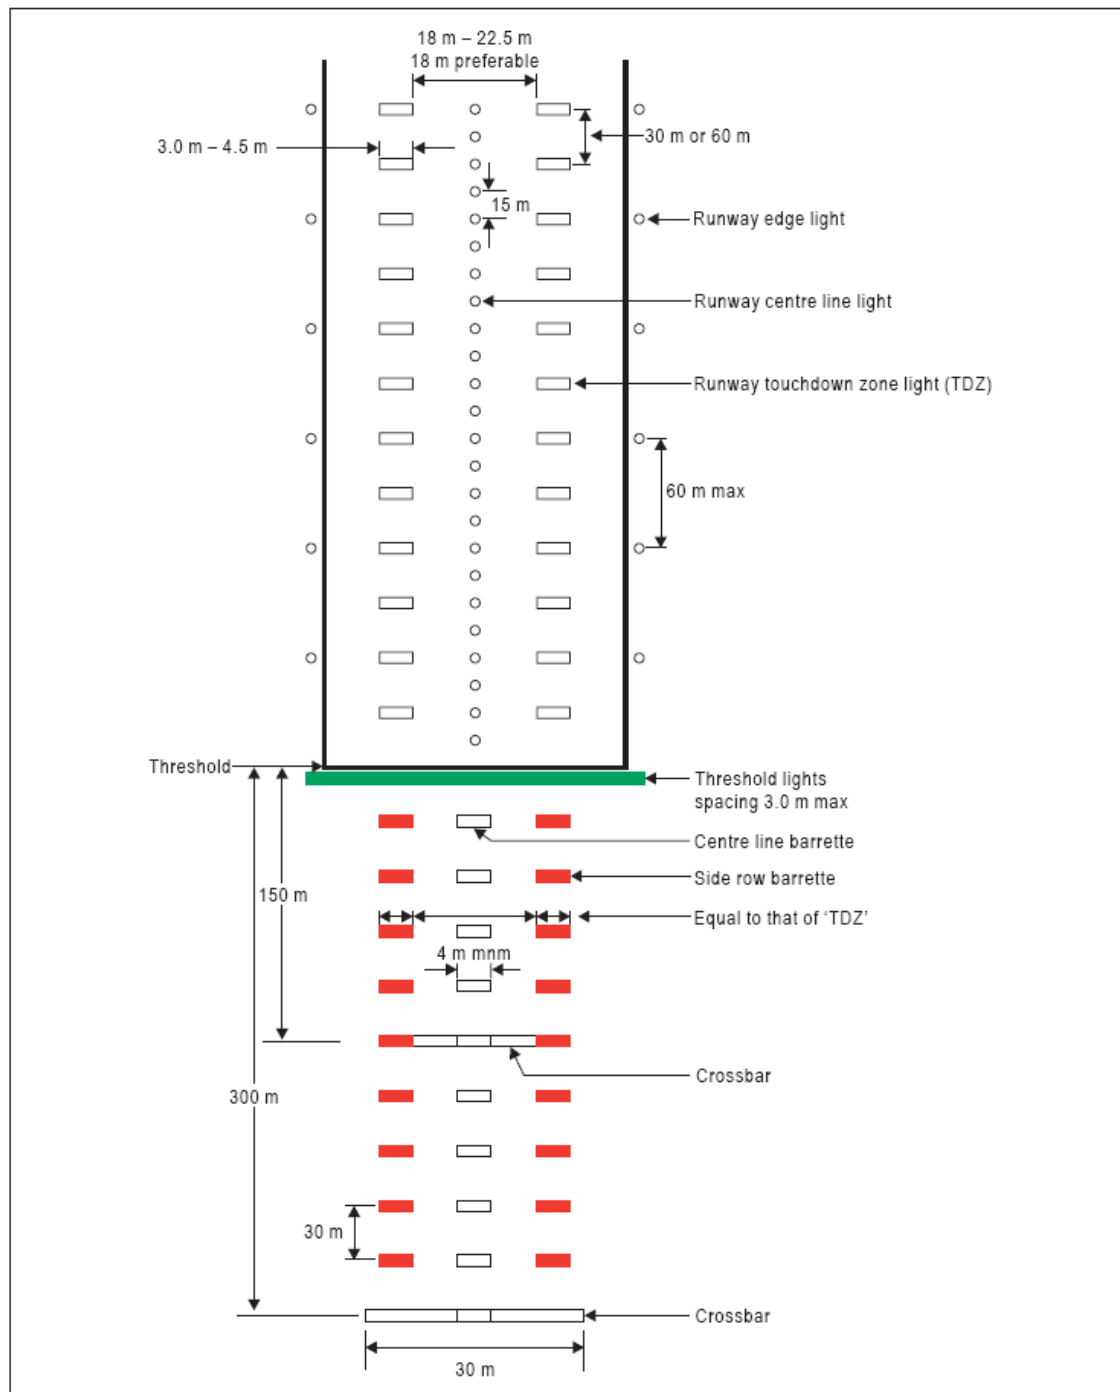 18 m – 22.5 m
18 m preferable
3.0 m – 4.5 m
30 m or 60 m
15 m
Runway edge light
Runway centre line light
Runway touchdown zone light (TDZ)
60 m max
Threshold
Threshold lights
spacing 3.0 m max
Centre line barrette
Side row barrette
150 m
Equal to that of ‘TDZ’
4 m mnm
Crossbar
300 m
30 m
Crossbar
30 m